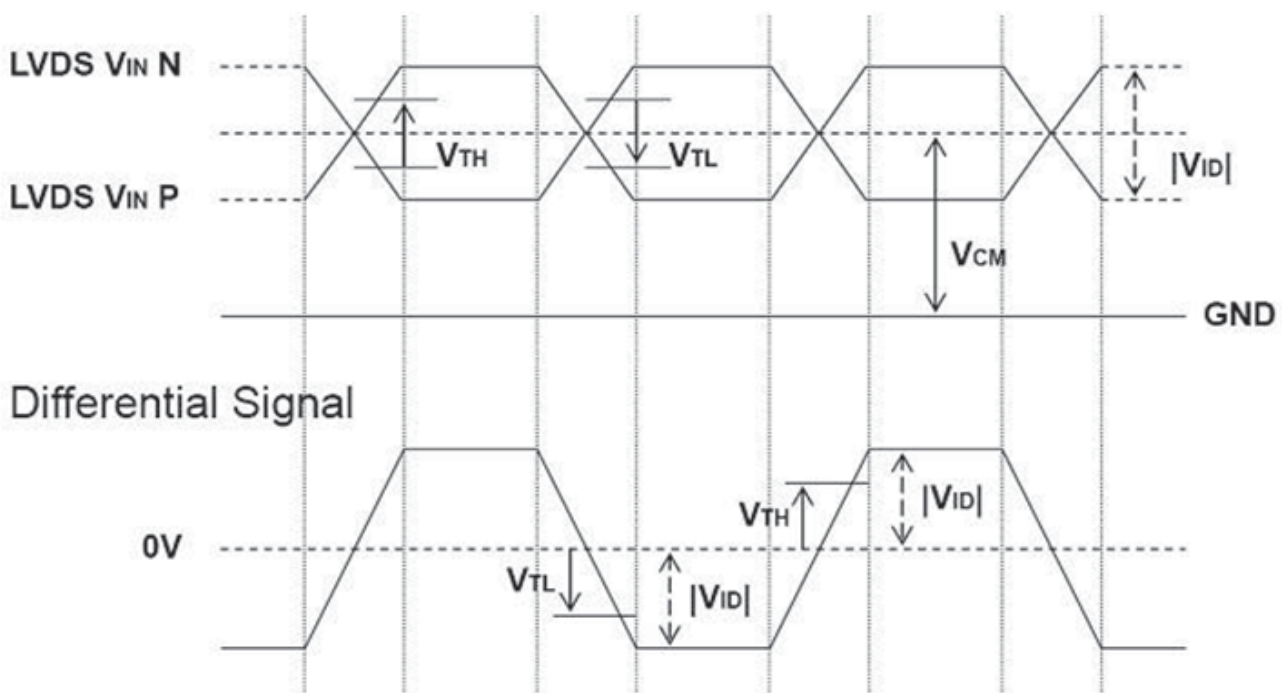 LVDS VIN N
VTH
VTL
|VID|
LVDS VIN P
VCM
GND
Differential Signal
VTH
|VID|
0V
VTL
|VID|